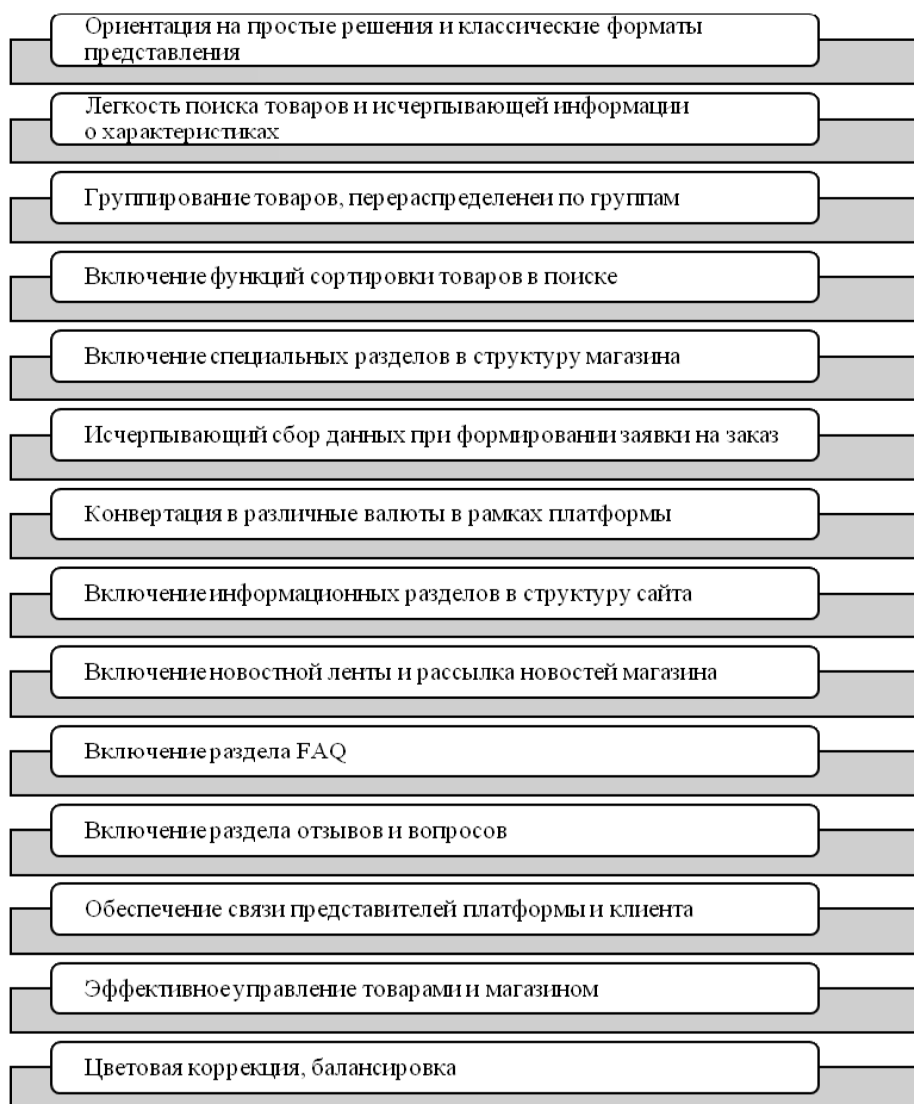 Ориентация на простые решения и классические форматы
представления
Легкость поиска товаров и исчерпывающей информации
о характеристиках
Группирование товаров, перераспределенеи по группам
Включение функций сортировки товаров в поиске
Включение специальных разделов в структуру магазина
Исчерпывающий сбор данных при формировании заявки на заказ
Конвертация в различные валюты в рамках платформы
Включение информационных разделов в структуру сайта
Включение новостной ленты и рассылка новостей магазина
Включение раздела FAQ
Включение раздела отзывов и вопросов
Обеспечение связи представителей платформы и клиента
Эффективное управление товарами и магазином
Цветовая коррекция, балансировка